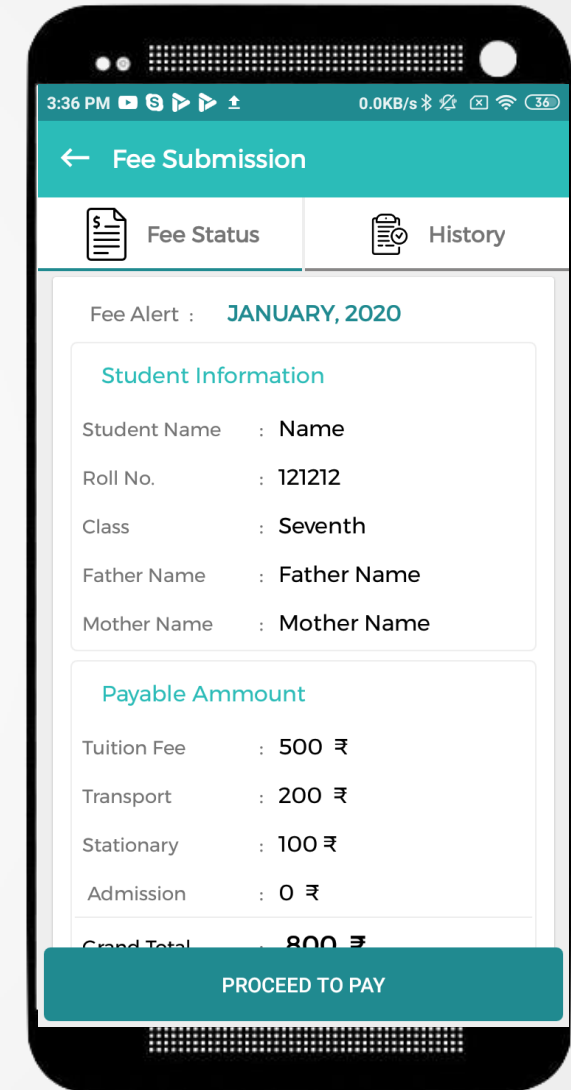 3:36 PM 0.0KB/s 36
Fee Submission
Fee Status History
Fee Alert : JANUARY, 2020
Student Information
Student Name : Name
Roll No. : 121212
Class : Seventh
Father Name : Father Name
Mother Name : Mother Name
Payable Ammount
Tuition Fee : 500 ₹
Transport : 200 ₹
Stationary : 100 ₹
Admission : 0 ₹
Grand Total : 800 ₹
PROCEED TO PAY